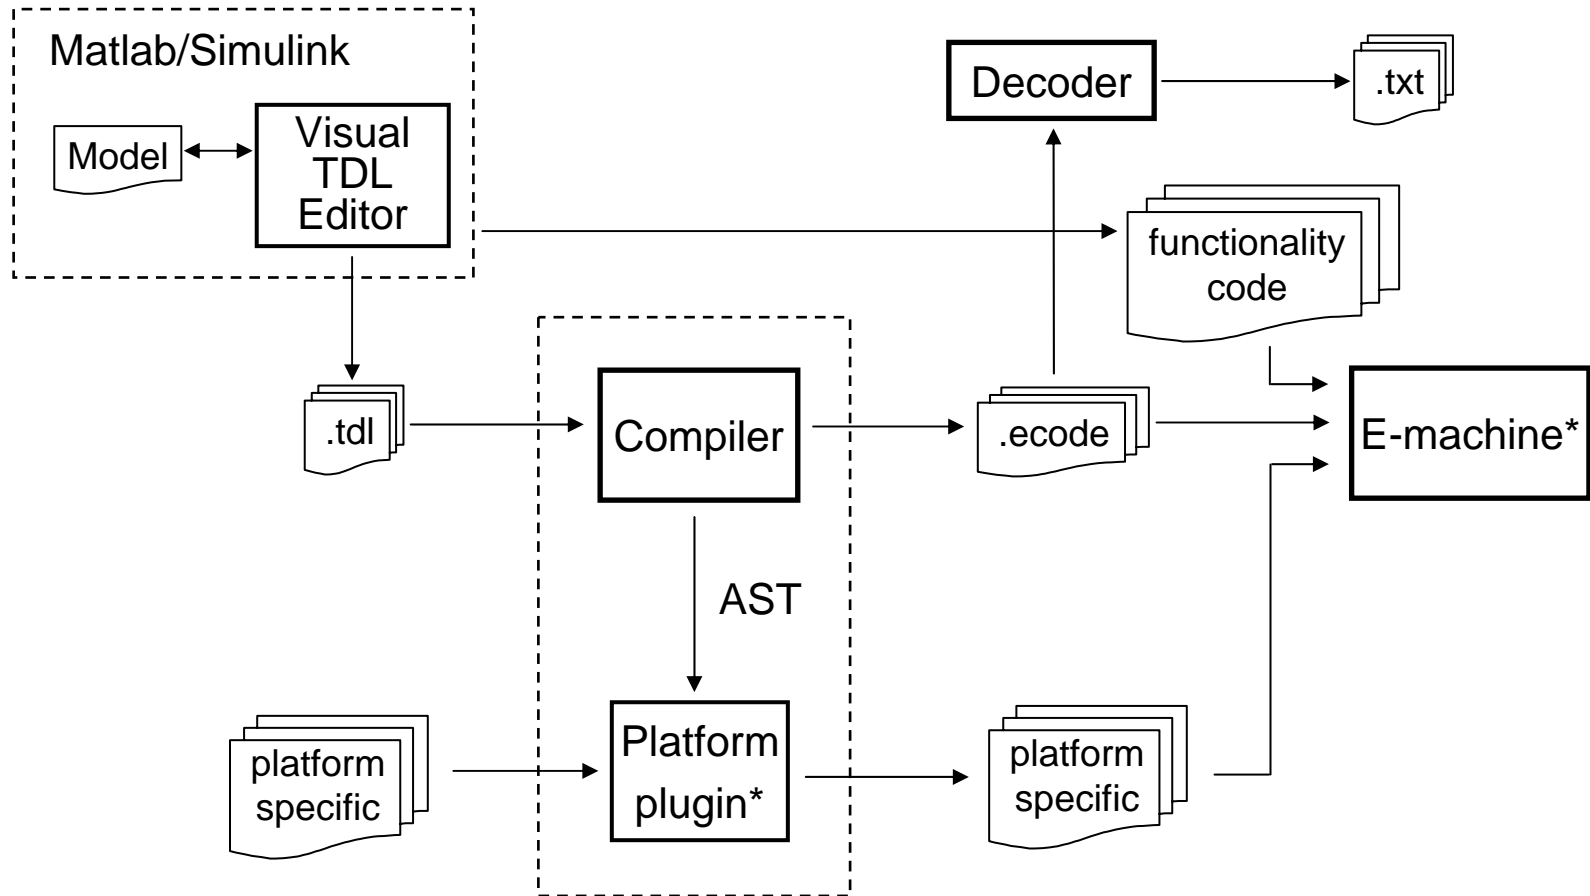 Matlab/Simulink
Model
Visual
TDL
Editor
Decoder
.txt
functionality
code
.tdl
Compiler
.ecode
E-machine*
AST
platform
specific
Platform
plugin*
platform
specific